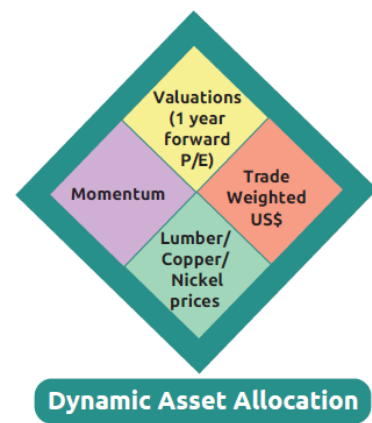 Valuations
(1 year
forward
P/E)
Momentum
Trade
Weighted
US$
Lumber/
Copper/
Nickel
prices
Dynamic Asset Allocation